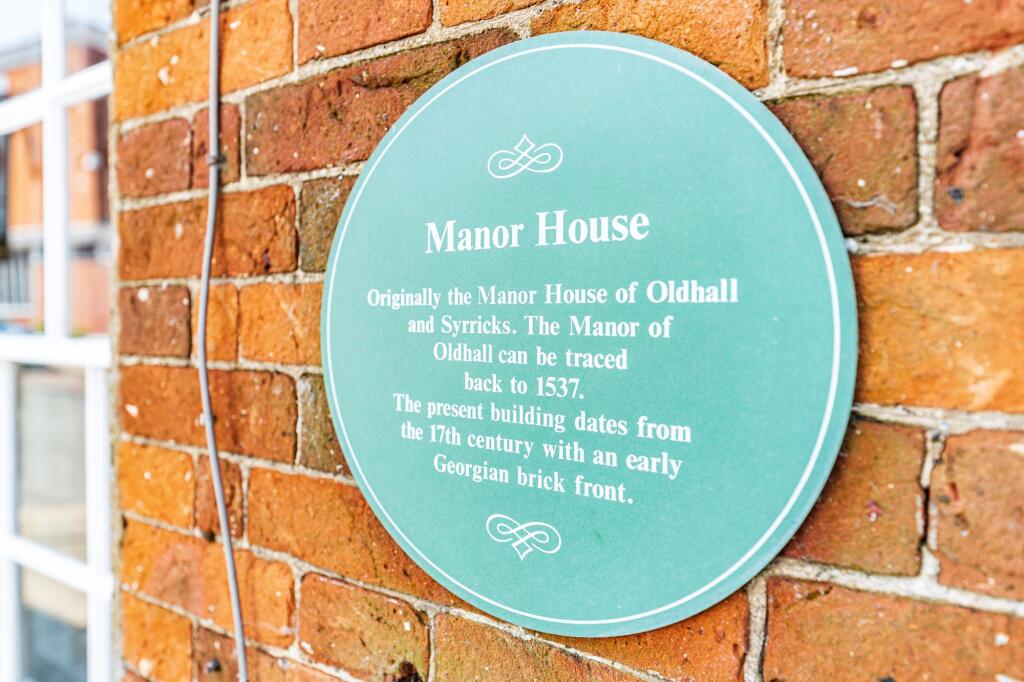 Manor House
Originally the Manor House of Oldhall
and Syrricks. The Manor of
Oldhall can be traced
back to 1537.
The present building dates from
the 17th century with an early
Georgian brick front.